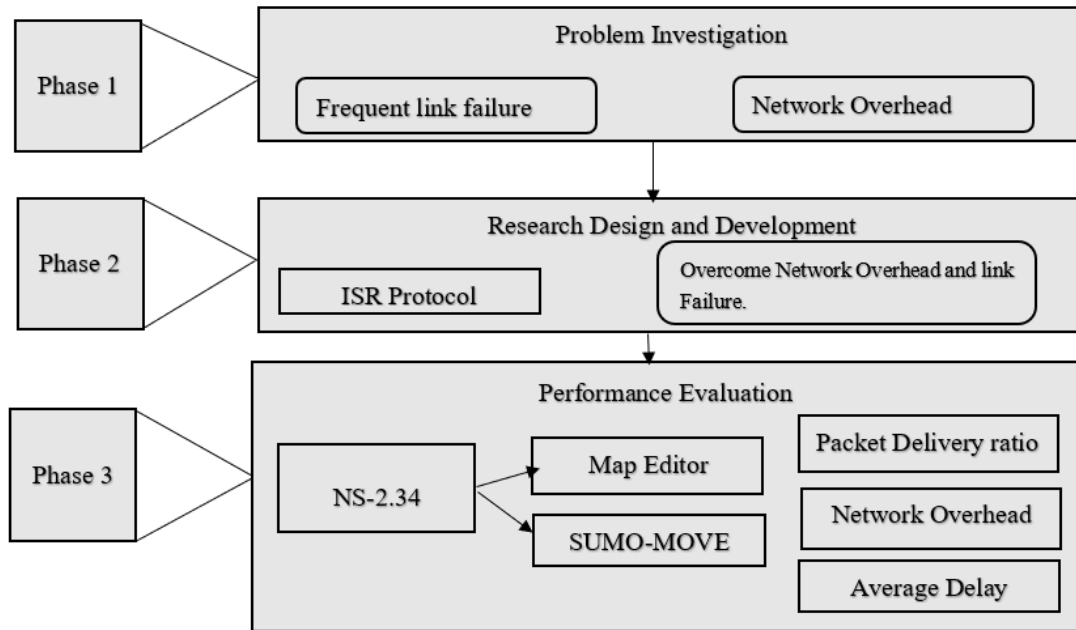 Problem Investigation
Phase 1
Frequent link failure
Network Overhead
Research Design and Development
Phase 2
ISR Protocol
Overcome Network Overhead and link
Failure.
Performance Evaluation
Phase 3
NS-2.34
Map Editor
SUMO-MOVE
Packet Delivery ratio
Network Overhead
Average Delay